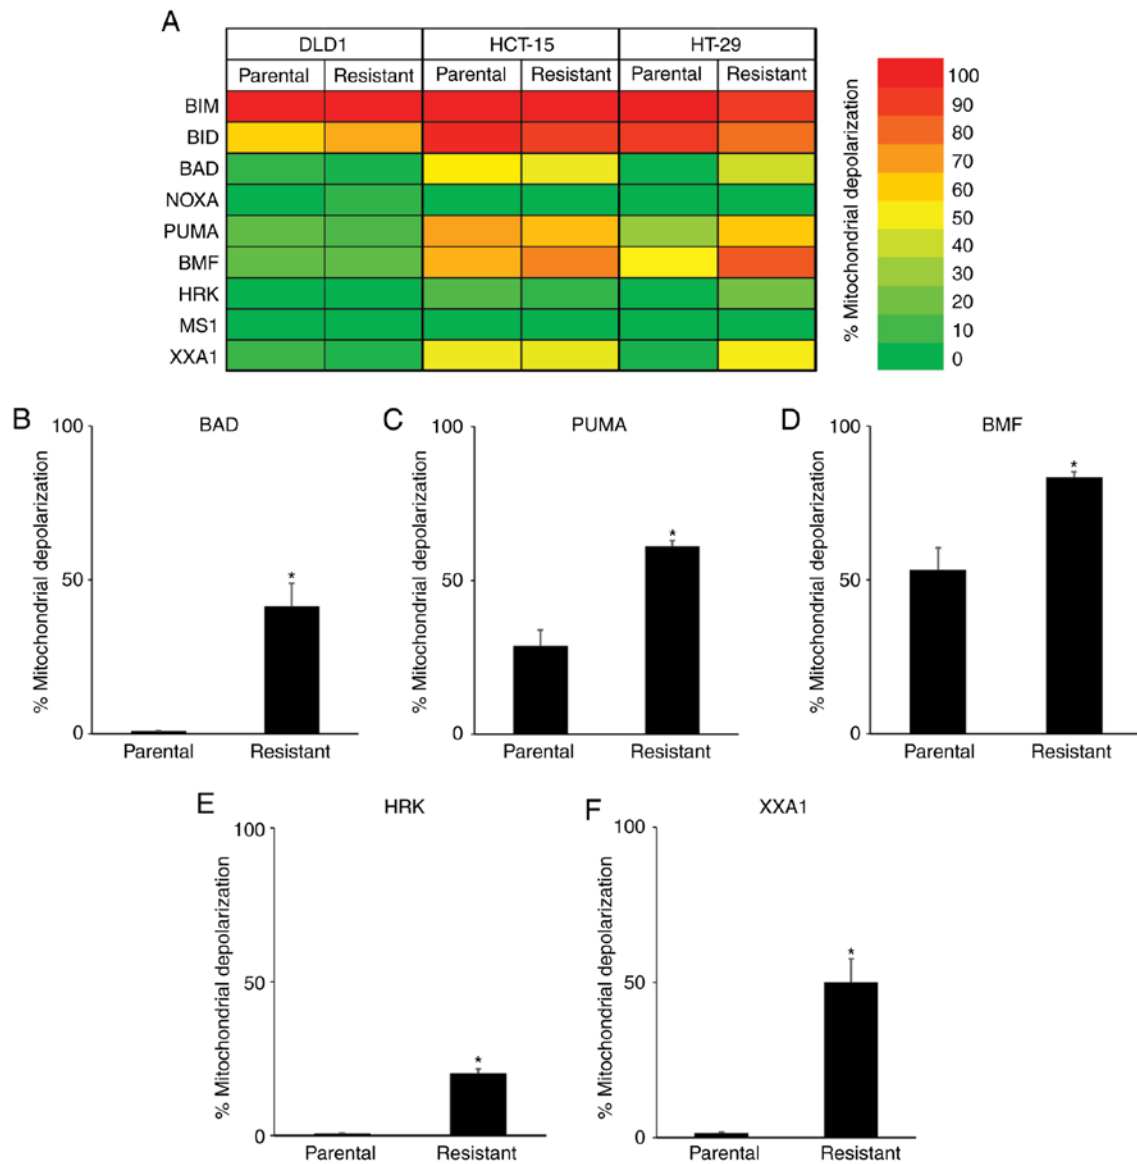 A
DLD1 HCT-15 HT-29
Parental Resistant Parental Resistant Parental Resistant
BIM
BID
BAD
NOXA
PUMA
BMF
HRK
MS1
XXA1
% Mitochondrial depolarization
100
90
80
70
60
50
40
30
20
10
0
B
BAD
% Mitochondrial depolarization
100
50
0
*
Parental Resistant
C
PUMA
% Mitochondrial depolarization
100
50
0
*
Parental Resistant
D
BMF
% Mitochondrial depolarization
100
50
0
*
Parental Resistant
E
HRK
% Mitochondrial depolarization
100
50
0
*
Parental Resistant
F
XXA1
% Mitochondrial depolarization
100
50
0
*
Parental Resistant